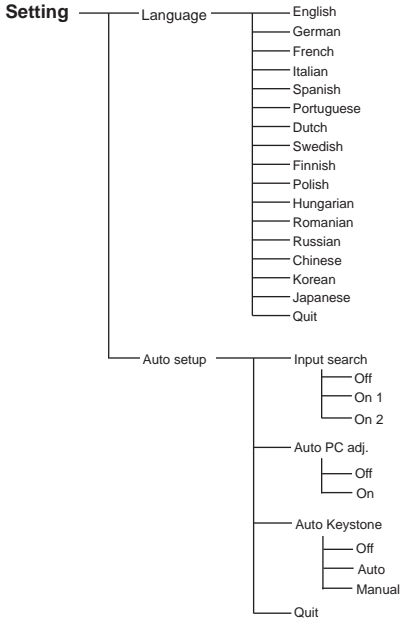 Setting
Language
English
German
French
Italian
Spanish
Portuguese
Dutch
Swedish
Finnish
Polish
Hungarian
Romanian
Russian
Chinese
Korean
Japanese
Quit
Auto setup
Input search
Off
On 1
On 2
Auto PC adj.
Off
On
Auto Keystone
Off
Auto
Manual
Quit